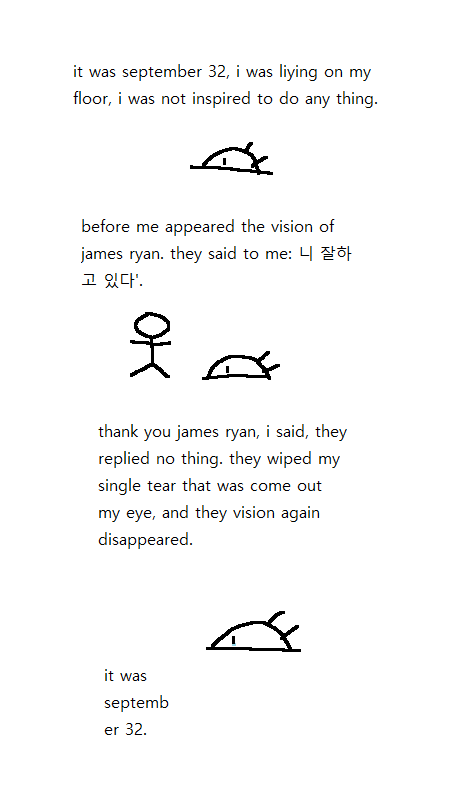 it was september 32, i was liying on my
floor, i was not inspired to do any thing.
before me appeared the vision of
james ryan. they said to me: 니 잘하
고 있다'.
thank you james ryan, i said, they
replied no thing. they wiped my
single tear that was come out
my eye, and they vision again
disappeared.
it was
septemb
er 32.